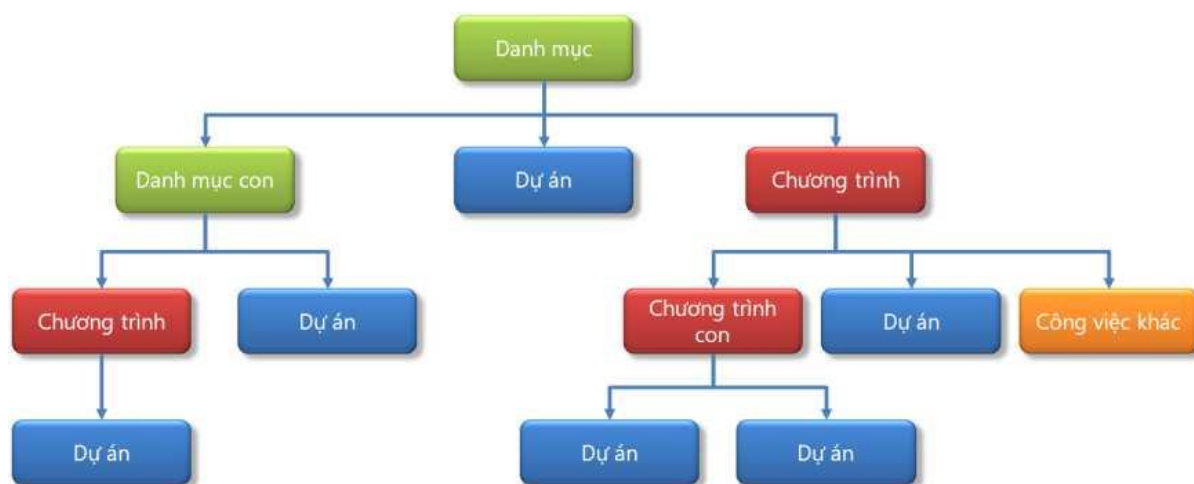 Danh mục
Danh mục con
Dự án
Chương trình
Chương trình
Dự án
Chương trình
con
Dự án
Công việc khác
Dự án
Dự án
Dự án